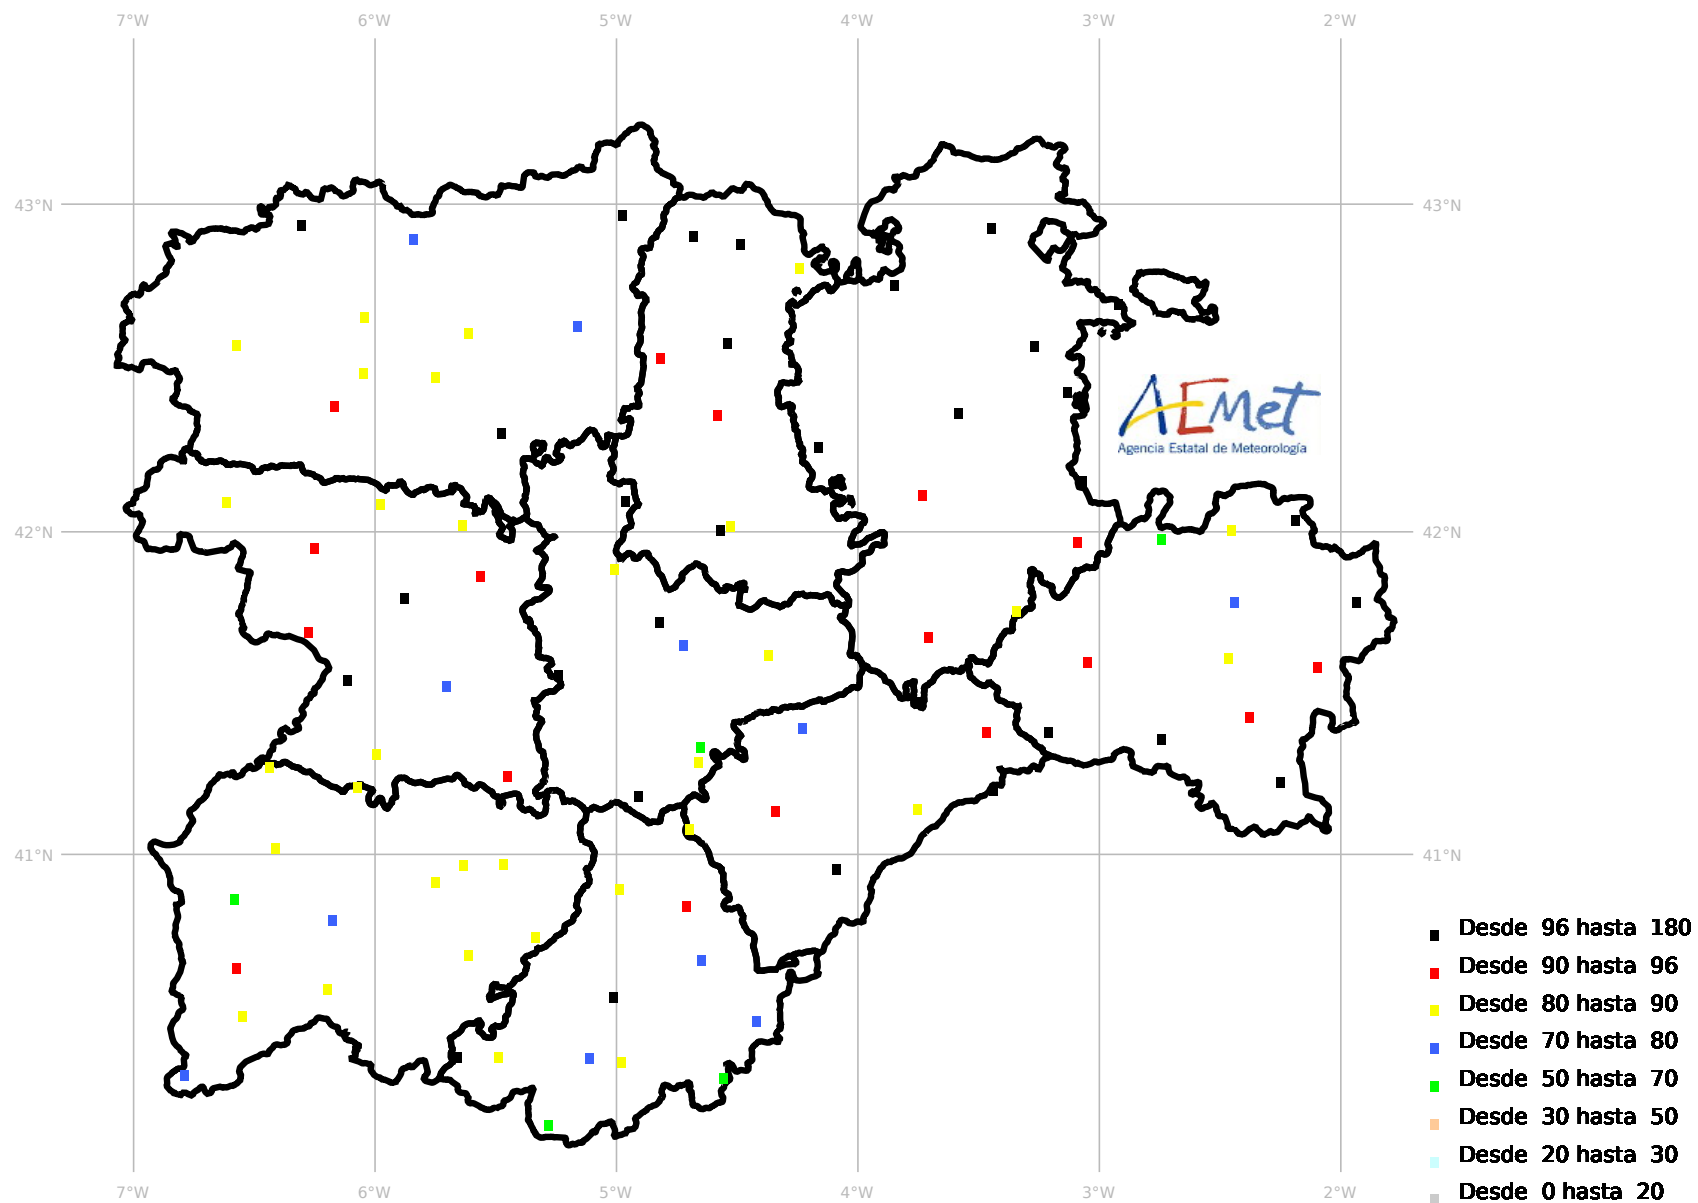 7°W 6°W 5°W 4°W 3°W 2°W
43°N 43°N
AEMet
Agencia Estatal de Meteorología
42°N 42°N
41°N 41°N
Desde 96 hasta 180
Desde 90 hasta 96
Desde 80 hasta 90
Desde 70 hasta 80
Desde 50 hasta 70
Desde 30 hasta 50
Desde 20 hasta 30
Desde 0 hasta 20
7°W 6°W 5°W 4°W 3°W 2°W